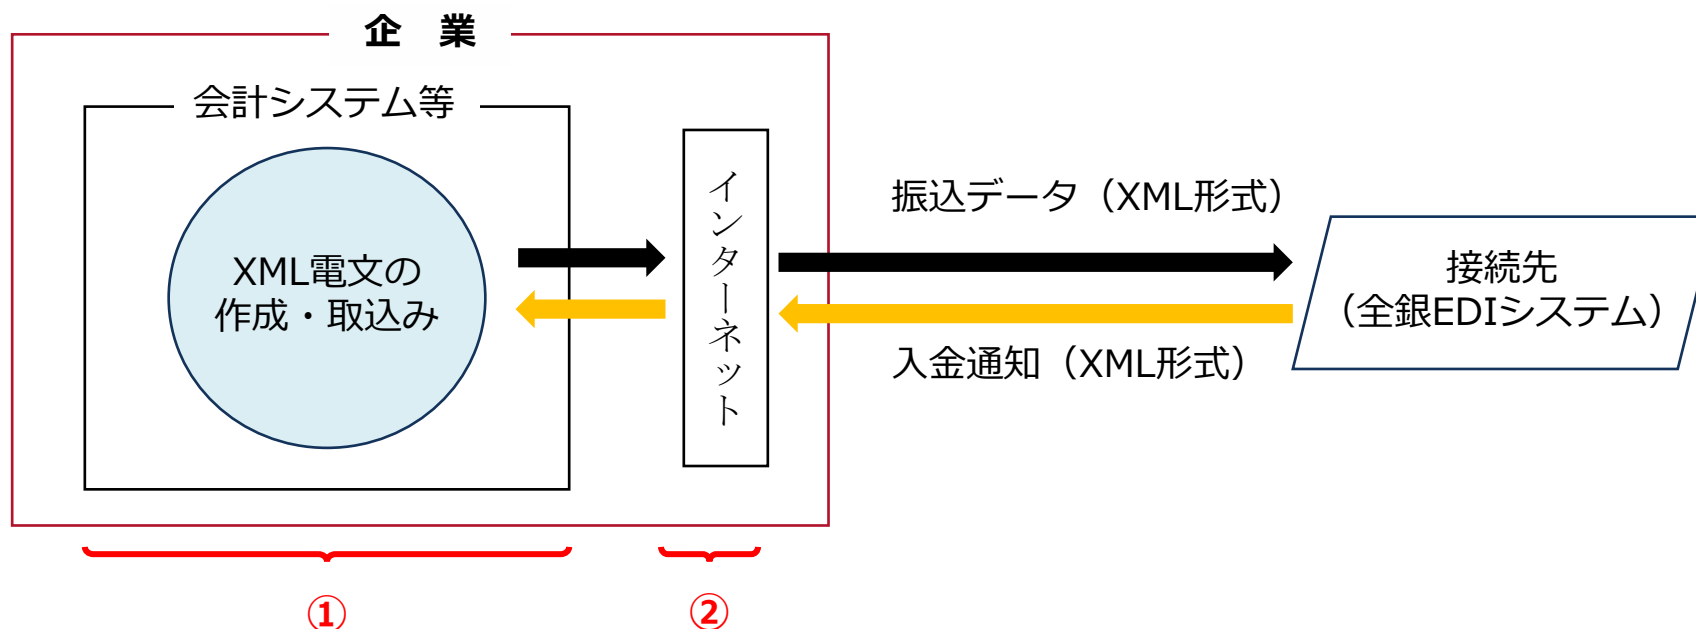 企　業
会計システム等
XML電文の
作成・取込み
インターネット
振込データ（XML形式）
入金通知（XML形式）
接続先
（全銀EDIシステム）
①
②